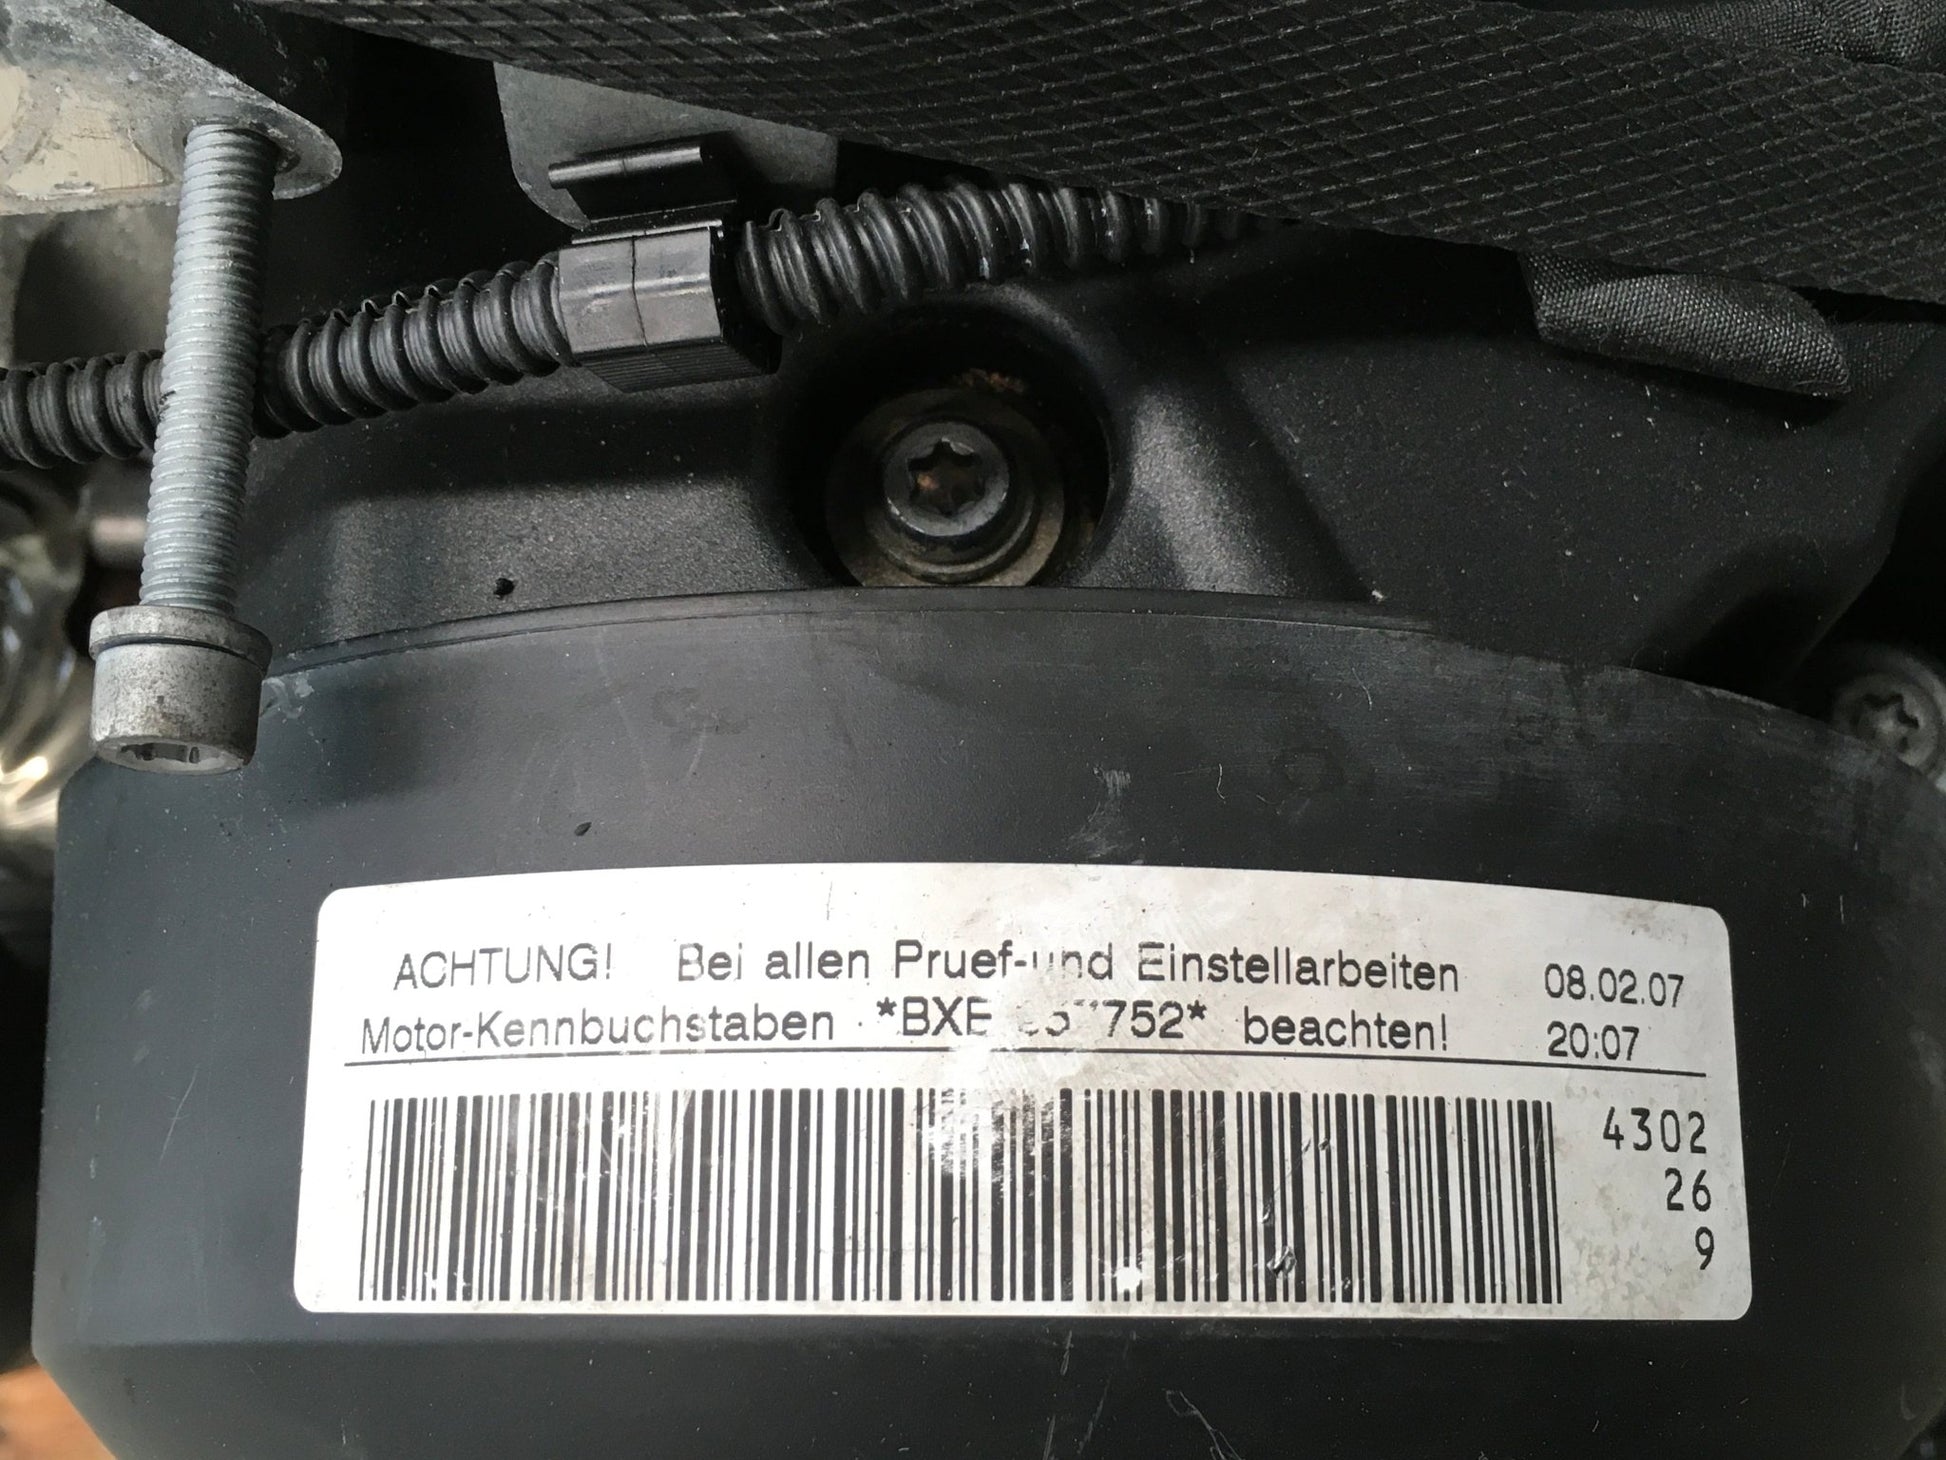 ACHTUNG! Bei allen Pruef-und Einstellarbeiten 08.02.07
Motor-Kennbuchstaben *BXE beachten! 20:07
4302
26
9